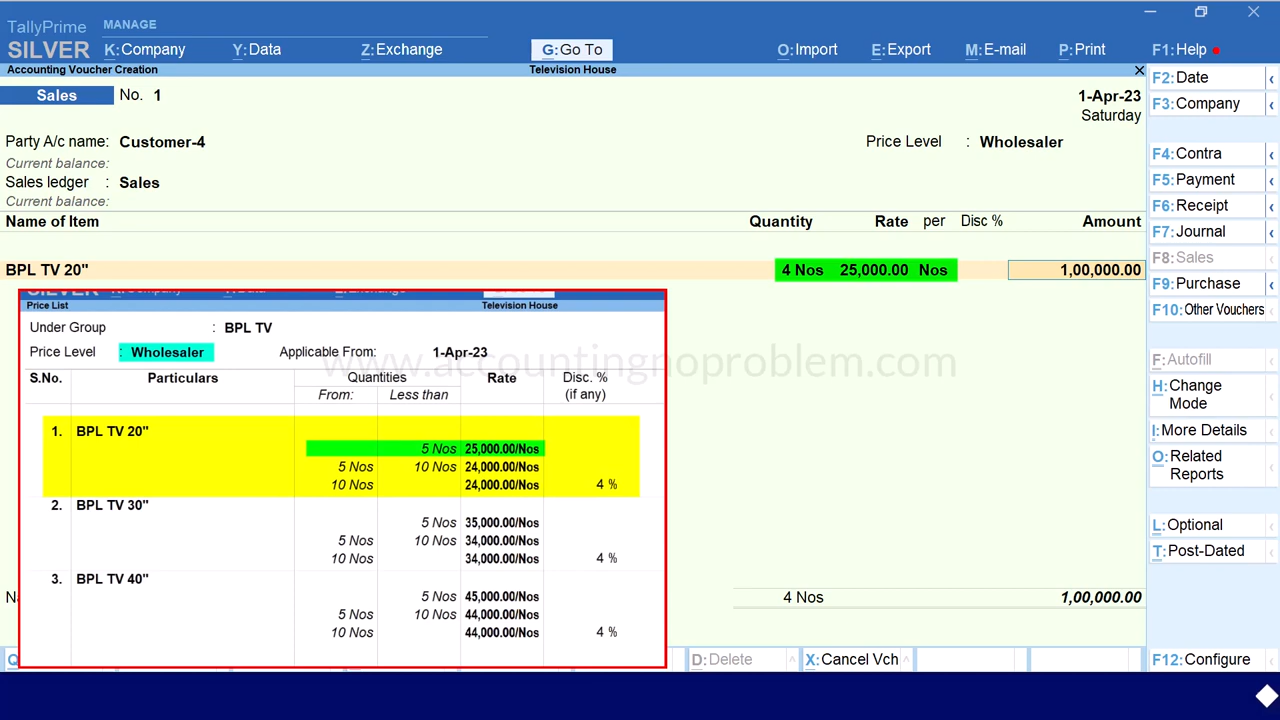 TallyPrime MANAGE
SILVER K:Company Y:Data Z:Exchange G:Go To O:Import E:Export M:E-mail P:Print F1:Help
Accounting Voucher Creation Television House
Sales No. 1 1-Apr-23
Saturday
Party A/c name: Customer-4 Price Level : Wholesaler
Current balance:
Sales ledger : Sales
Current balance:
Name of Item Quantity Rate per Disc % Amount
BPL TV 20" 4 Nos 25,000.00 Nos 1,00,000.00
Price List Television House
Under Group : BPL TV
Price Level : Wholesaler Applicable From: 1-Apr-23
www.accountingnoproblem.com
S.No. Particulars Quantities Rate Disc. %
From: Less than (if any)
1. BPL TV 20"
5 Nos 25,000.00/Nos
5 Nos 10 Nos 24,000.00/Nos
10 Nos 24,000.00/Nos 4 %
2. BPL TV 30"
5 Nos 35,000.00/Nos
5 Nos 10 Nos 34,000.00/Nos
10 Nos 34,000.00/Nos 4 %
3. BPL TV 40"
5 Nos 45,000.00/Nos
5 Nos 10 Nos 44,000.00/Nos
10 Nos 44,000.00/Nos 4 %
4 Nos 1,00,000.00
D:Delete X:Cancel Vch F12:Configure
F2:Date
F3:Company
F4:Contra
F5:Payment
F6:Receipt
F7:Journal
F8:Sales
F9:Purchase
F10:Other Vouchers
F:Autofill
H:Change
Mode
I:More Details
O:Related
Reports
L:Optional
T:Post-Dated